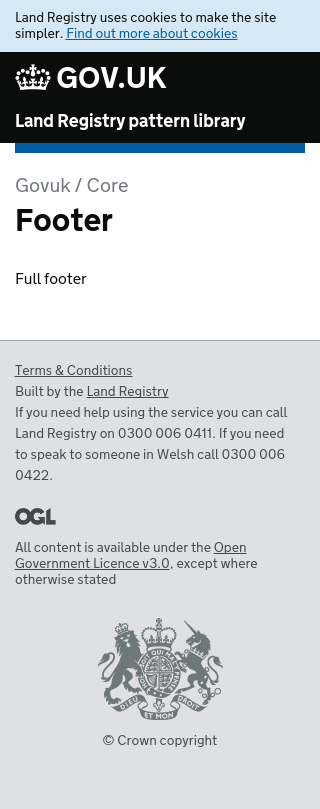 Land Registry uses cookies to make the site
simpler. Find out more about cookies
GOV.UK
Land Registry pattern library
Govuk / Core
Footer
Full footer
Terms & Conditions
Built by the Land Registry
If you need help using the service you can call
Land Registry on 0300 006 0411. If you need
to speak to someone in Welsh call 0300 006
0422.
OGL
All content is available under the Open
Government Licence v3.0, except where
otherwise stated
DIEU ET MON DROIT
© Crown copyright